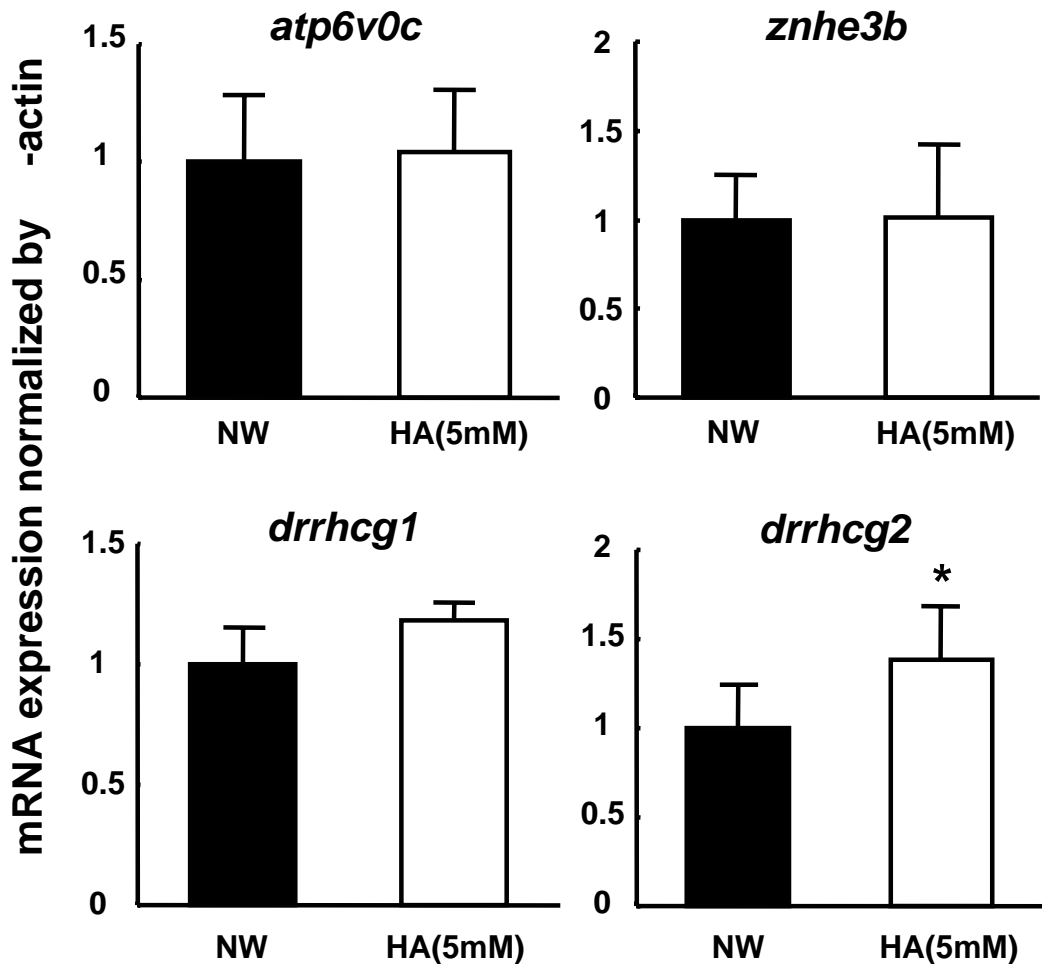 mRNA expression normalized by -actin
atp6v0c
1.5
1
0.5
0
NW HA(5mM)
znhe3b
2
1.5
1
0.5
0
NW HA(5mM)
drrhcg1
1.5
1
0.5
0
NW HA(5mM)
drrhcg2
2
1.5
1
0.5
0
*
NW HA(5mM)